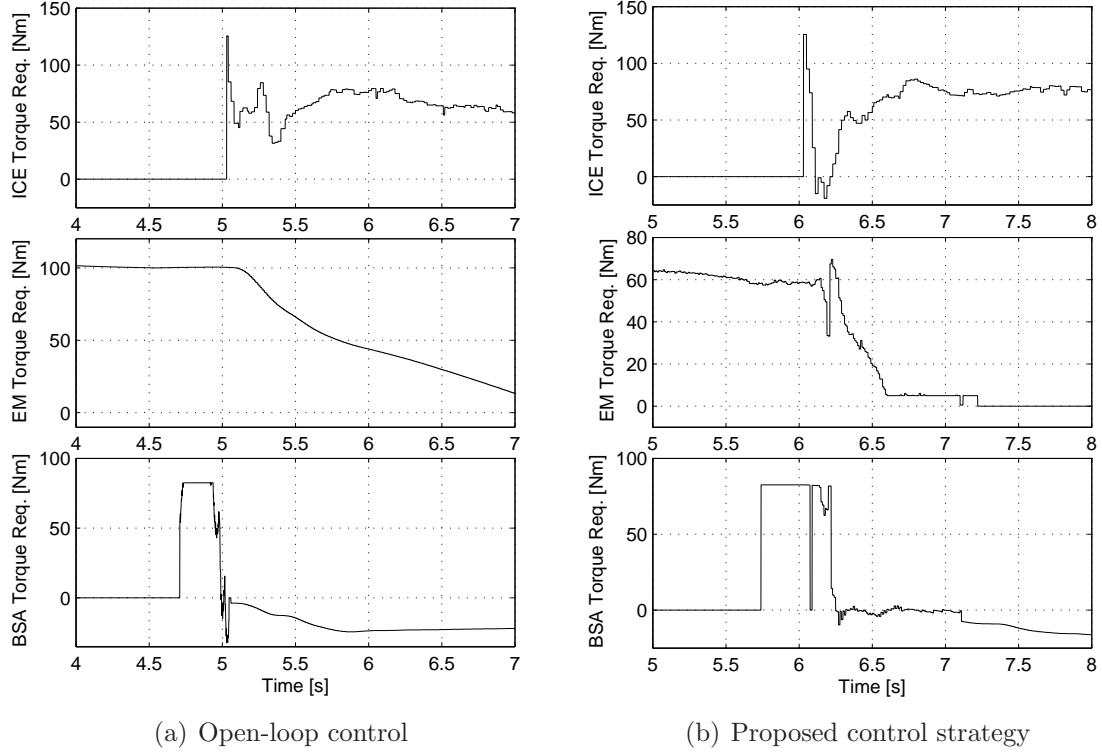 150
100
50
0
ICE Torque Req. [Nm]
4 4.5 5 5.5 6 6.5 7
100
50
0
EM Torque Req. [Nm]
4 4.5 5 5.5 6 6.5 7
100
50
0
BSA Torque Req. [Nm]
4 4.5 5 5.5 6 6.5 7
Time [s]
(a) Open-loop control
150
100
50
0
ICE Torque Req. [Nm]
5 5.5 6 6.5 7 7.5 8
80
60
40
20
0
EM Torque Req. [Nm]
5 5.5 6 6.5 7 7.5 8
100
50
0
BSA Torque Req. [Nm]
5 5.5 6 6.5 7 7.5 8
Time [s]
(b) Proposed control strategy